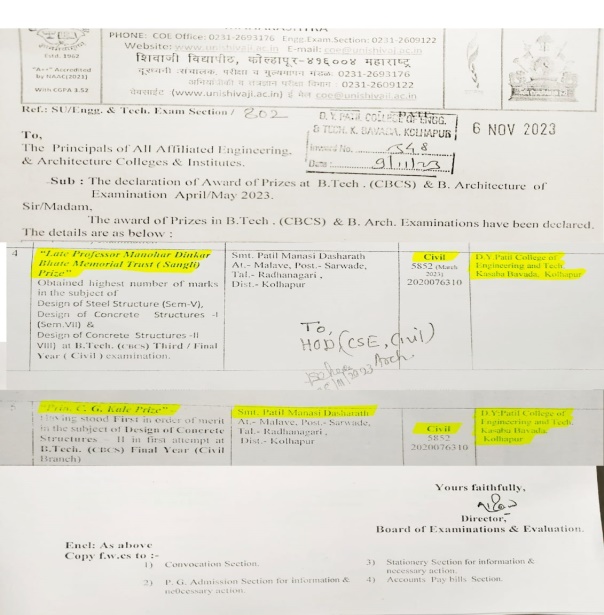 PHONE: COE Office: 0231-2693176 Engg.Exam.Section: 0231-2609122
Estd. 1962
Website: www.unishivaji.ac.in E-mail: coe@unishivaji.ac.in
"A++" Accredited
by NAAC(2021)
With CGPA 3.52
शिवाजी विद्यापीठ, कोल्हापूर-४१६००४ महाराष्ट्र
दूरध्वनी :संचालक, परीक्षा व मूल्यमापन मंडळ: 0231-2693176
: 0231-2609122
वेबसाईट (www.unishivaji.ac.in) ई मेल coe@unishivaji.ac.in
Ref.: SU/Engg. & Tech. Exam Section / 802
D. Y. PATIL COLLEGE OF ENGG.
& TECH. K. BAVADA, KOLHAPUR
Inward No. 348
Date: 9/11/23
6 NOV 2023
To,
The Principals of All Affiliated Engineering,
& Architecture Colleges & Institutes.
Sub : The declaration of Award of Prizes at B.Tech . (CBCS) & B. Architecture of
Examination April/May 2023.
Sir/Madam,
The award of Prizes in B.Tech . (CBCS) & B. Arch. Examinations have been declared.
The details are as below :
4
"Late Professor Manohar Dinkar
Bhate Memorial Trust ( Sangli)
Prize"
Obtained highest number of marks
in the subject of
Design of Steel Structure (Sem-V),
Design of Concrete Structures -I
(Sem.VII) &
Design of Concrete Structures -II
VIII) at B.Tech. (CBCS) Third / Final
Year ( Civil ) examination.
Smt. Patil Manasi Dasharath
At.- Malave, Post.- Sarwade,
Tal.- Radhanagari ,
Dist.- Kolhapur
Civil
5852 (March
2023)
2020076310
D.Y.Patil College of
Engineering and Tech.
Kasaba Bavada, Kolhapur
To,
HOD (CSE, Civil)
Arch.
"Prin. C. G. Kale Prize"
Having stood First in order of merit
in the subject of Design of Concrete
Structures - II in first attempt at
B.Tech. (CBCS) Final Year (Civil
Branch)
Smt. Patil Manasi Dasharath
At.- Malave, Post.- Sarwade,
Tal.- Radhanagari ,
Dist.- Kolhapur
Civil
5852
2020076310
D.Y.Patil College of
Engineering and Tech.
Kasaba Bavada,
Kolhapur
Yours faithfully,
Director,
Board of Examinations & Evaluation.
Encl: As above
Copy f.w.cs to :-
1) Convocation Section.
2) P. G. Admission Section for information &
ne0cessary action.
3) Stationery Section for information &
necessary action.
4) Accounts Pay bills Section.